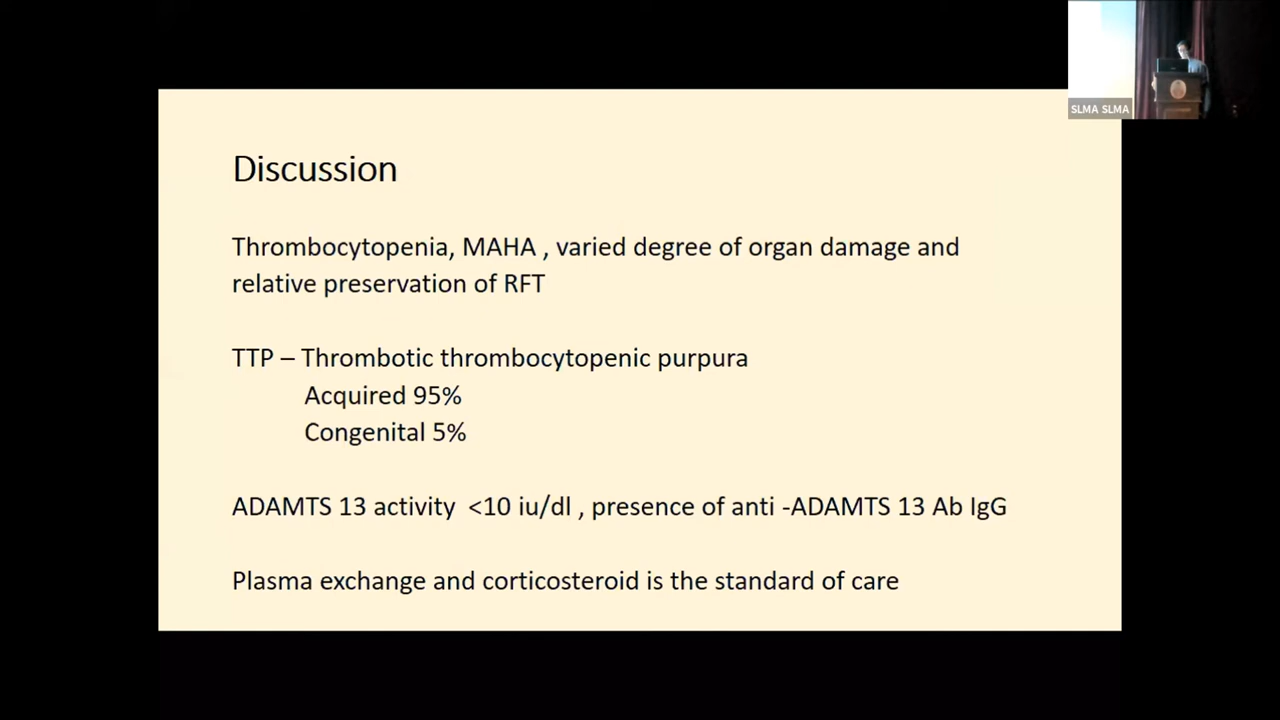 SLMA SLMA
Discussion
Thrombocytopenia, MAHA , varied degree of organ damage and
relative preservation of RFT
TTP – Thrombotic thrombocytopenic purpura
Acquired 95%
Congenital 5%
ADAMTS 13 activity  <10 iu/dl , presence of anti -ADAMTS 13 Ab IgG
Plasma exchange and corticosteroid is the standard of care